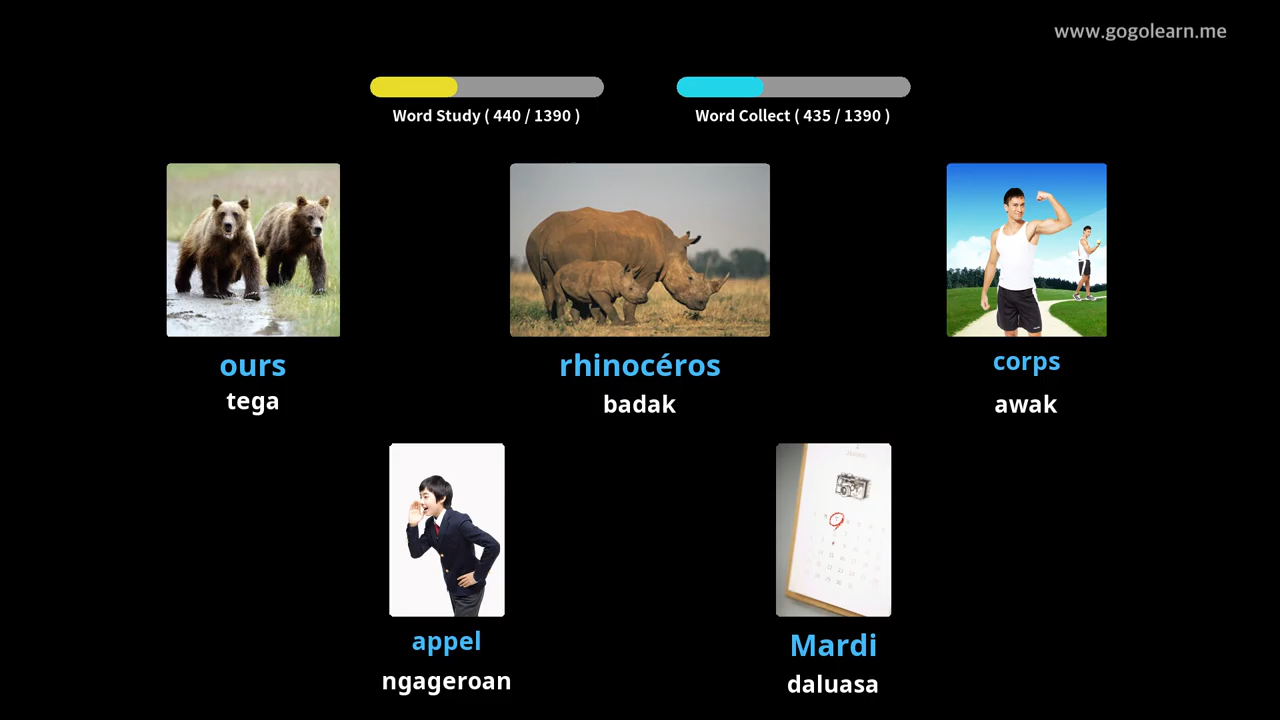 www.gogolearn.me
Word Study ( 440 / 1390 )
Word Collect ( 435 / 1390 )
ours
rhinocéros
corps
tega
badak
awak
appel
Mardi
ngageroan
daluasa